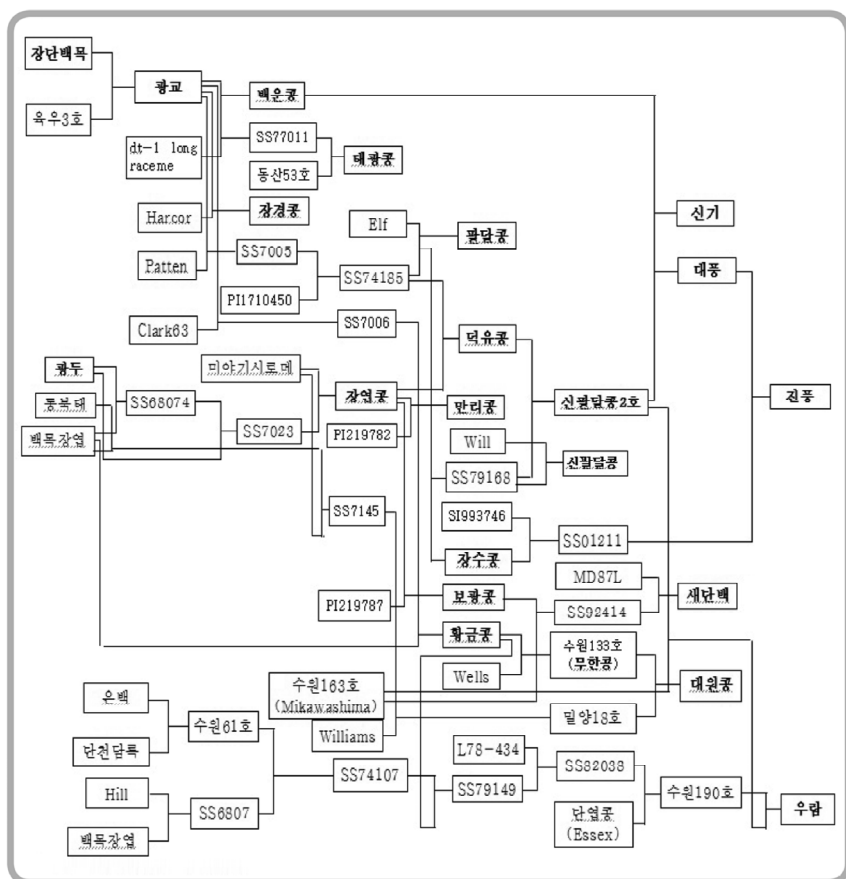 장단백목
광교
육우3호
백운콩
dt-1 long
raceme
SS77011
동산53호
태광콩
Harcor
장경콩
신기
Elf
팔달콩
Patten
SS7005
대풍
SS74185
PI1710450
Clark63
SS7006
덕유콩
광두
미야기시로메
통북태
SS68074
장연콩
만리콩
신팔달콩2호
진풍
백목장엽
SS7023
PI219782
Will
SS79168
신팔달콩
SI993746
SS7145
SS01211
장수콩
MD87L
새단백
PI219787
보광콩
SS92414
황금콩
수원133호
(무한콩)
Wells
수원163호
(Mikawashima)
대원콩
은백
밀양18호
수원61호
Williams
단천담록
L78-434
SS82038
SS74107
SS79149
Hill
수원190호
우람
SS6807
단엽콩
(Essex)
백목장엽